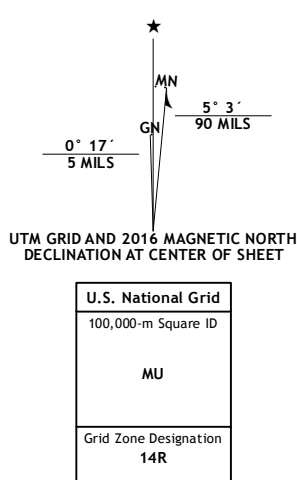 ★
MN
GN
5° 3´
90 MILS
0° 17´
5 MILS
UTM GRID AND 2016 MAGNETIC NORTH
DECLINATION AT CENTER OF SHEET
U.S. National Grid
100,000-m Square ID
MU
Grid Zone Designation
14R